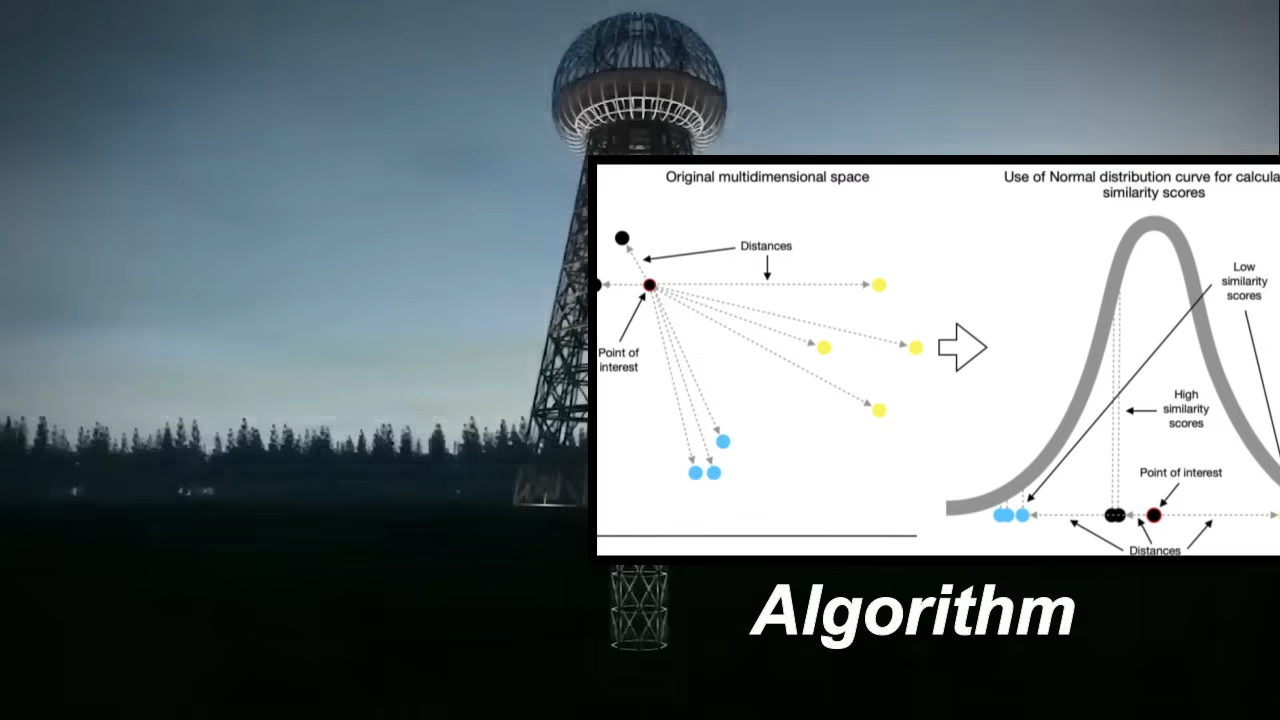 Original multidimensional space
Distances
Point of
interest
Use of Normal distribution curve for calcula
similarity scores
Low
similarity
scores
High
similarity
scores
Point of interest
Distances
Algorithm